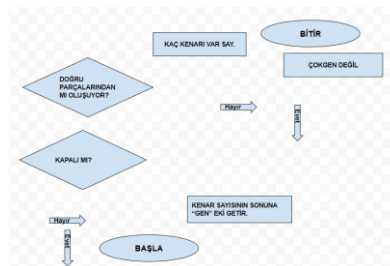 BİTİR
KAÇ KENARI VAR SAY.
ÇOKGEN DEĞİL
DOĞRU
PARÇALARINDAN
MI OLUŞUYOR?
Hayır
Evet
KAPALI MI?
KENAR SAYISININ SONUNA
"GEN" EKİ GETİR.
Hayır
Evet
BAŞLA